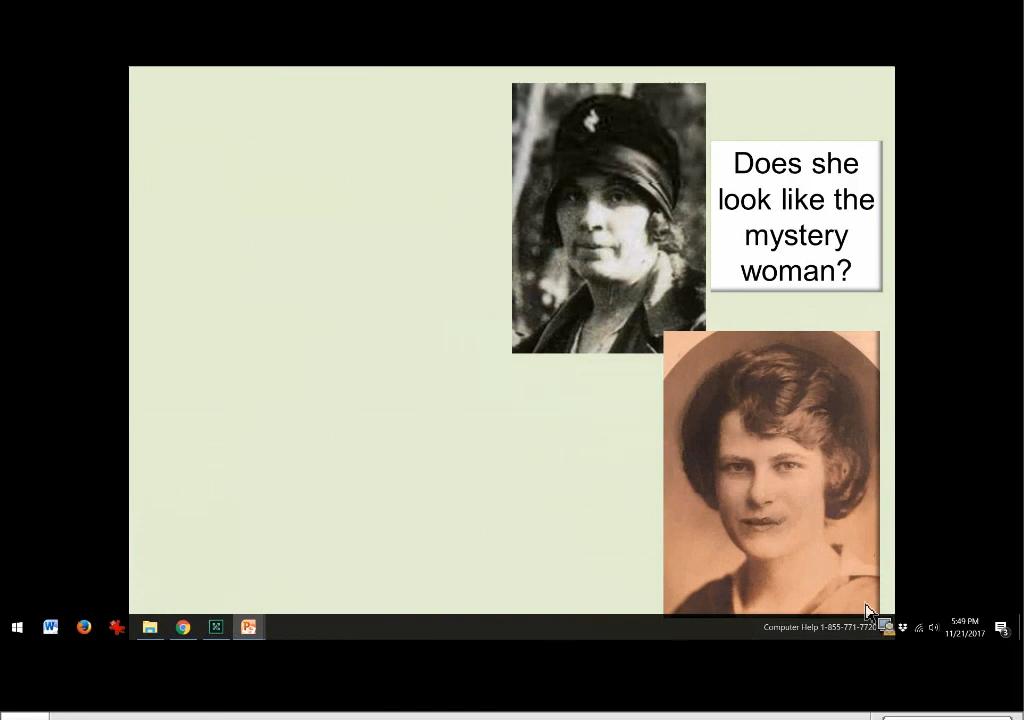 Does she
look like the
mystery
woman?
Computer Help 1-855-771-7720
5:49 PM
11/21/2017
3